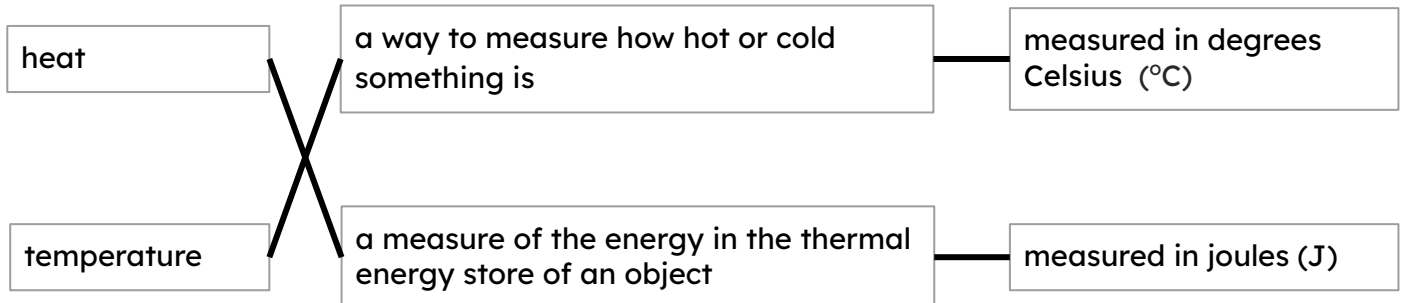 heat
a way to measure how hot or cold
something is
measured in degrees
Celsius (°C)
temperature
a measure of the energy in the thermal
energy store of an object
measured in joules (J)